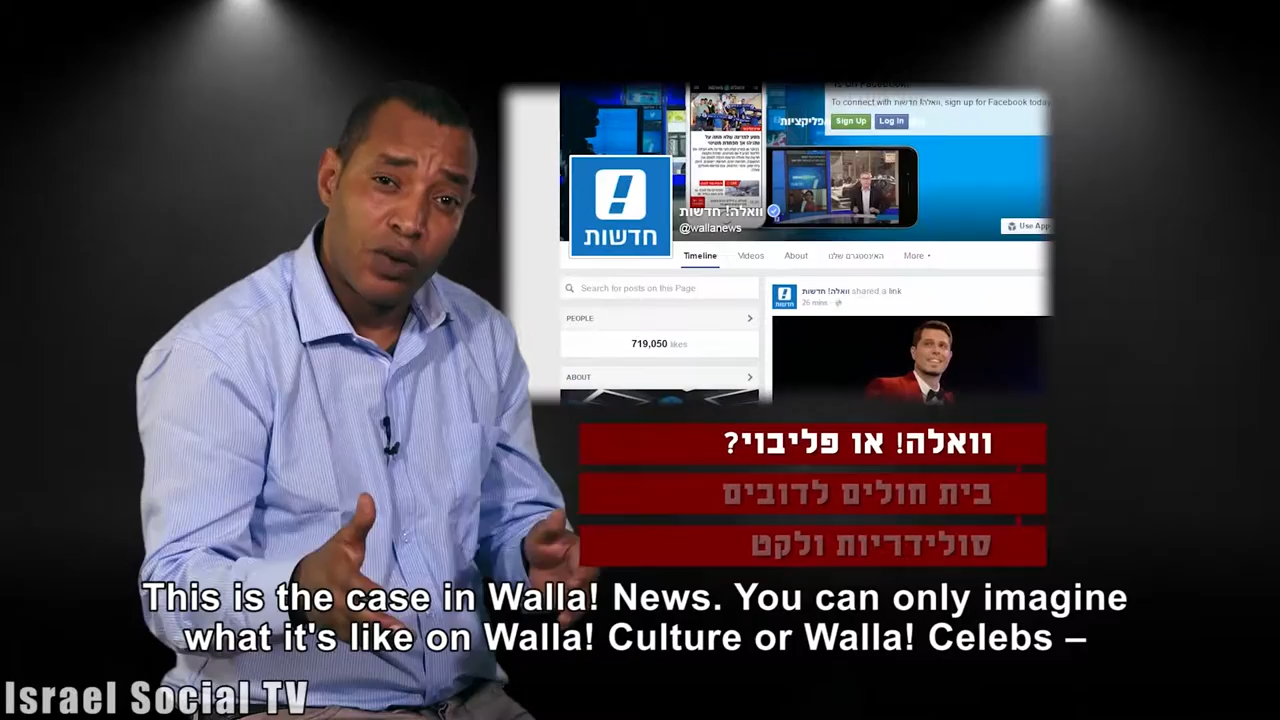 To connect with וואלה! חדשות, sign up for Facebook today
Sign Up
Log In
חדשות
וואלה! חדשות
@wallanews
Use App
Timeline
Videos
About
האינסטגרם שלנו
More
Search for posts on this Page
PEOPLE
719,050 likes
ABOUT
וואלה! חדשות shared a link
26 mins
חדשות
וואלה! או פליבוי?
בית חולים לדובים
סולידריות ולקט
This is the case in Walla! News. You can only imagine
what it's like on Walla! Culture or Walla! Celebs –
Israel Social TV